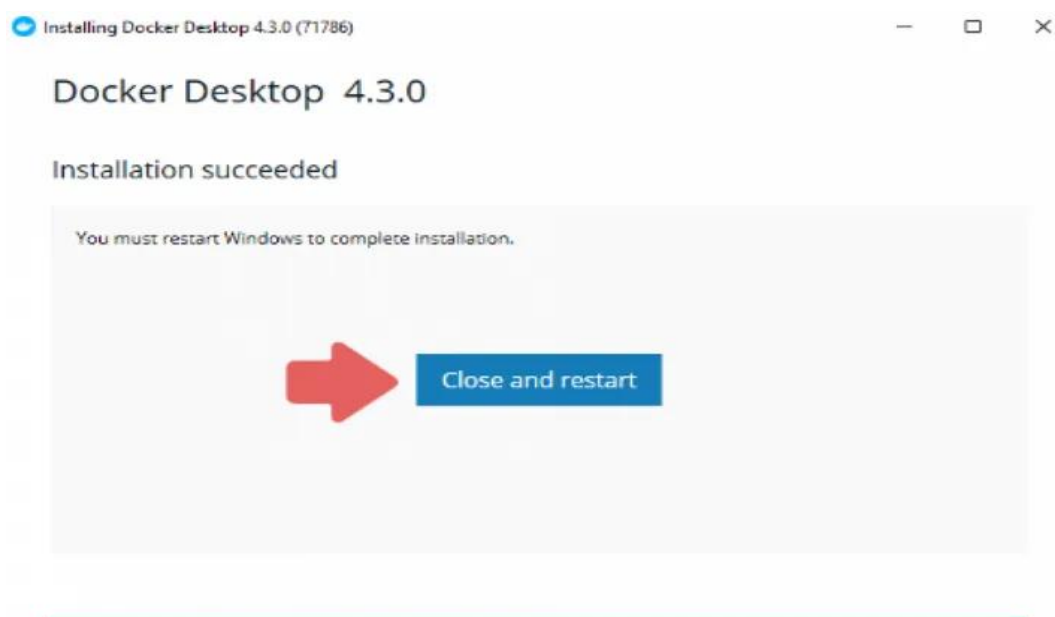 Installing Docker Desktop 4.3.0 (71786)
Docker Desktop 4.3.0
Installation succeeded
You must restart Windows to complete installation.
Close and restart